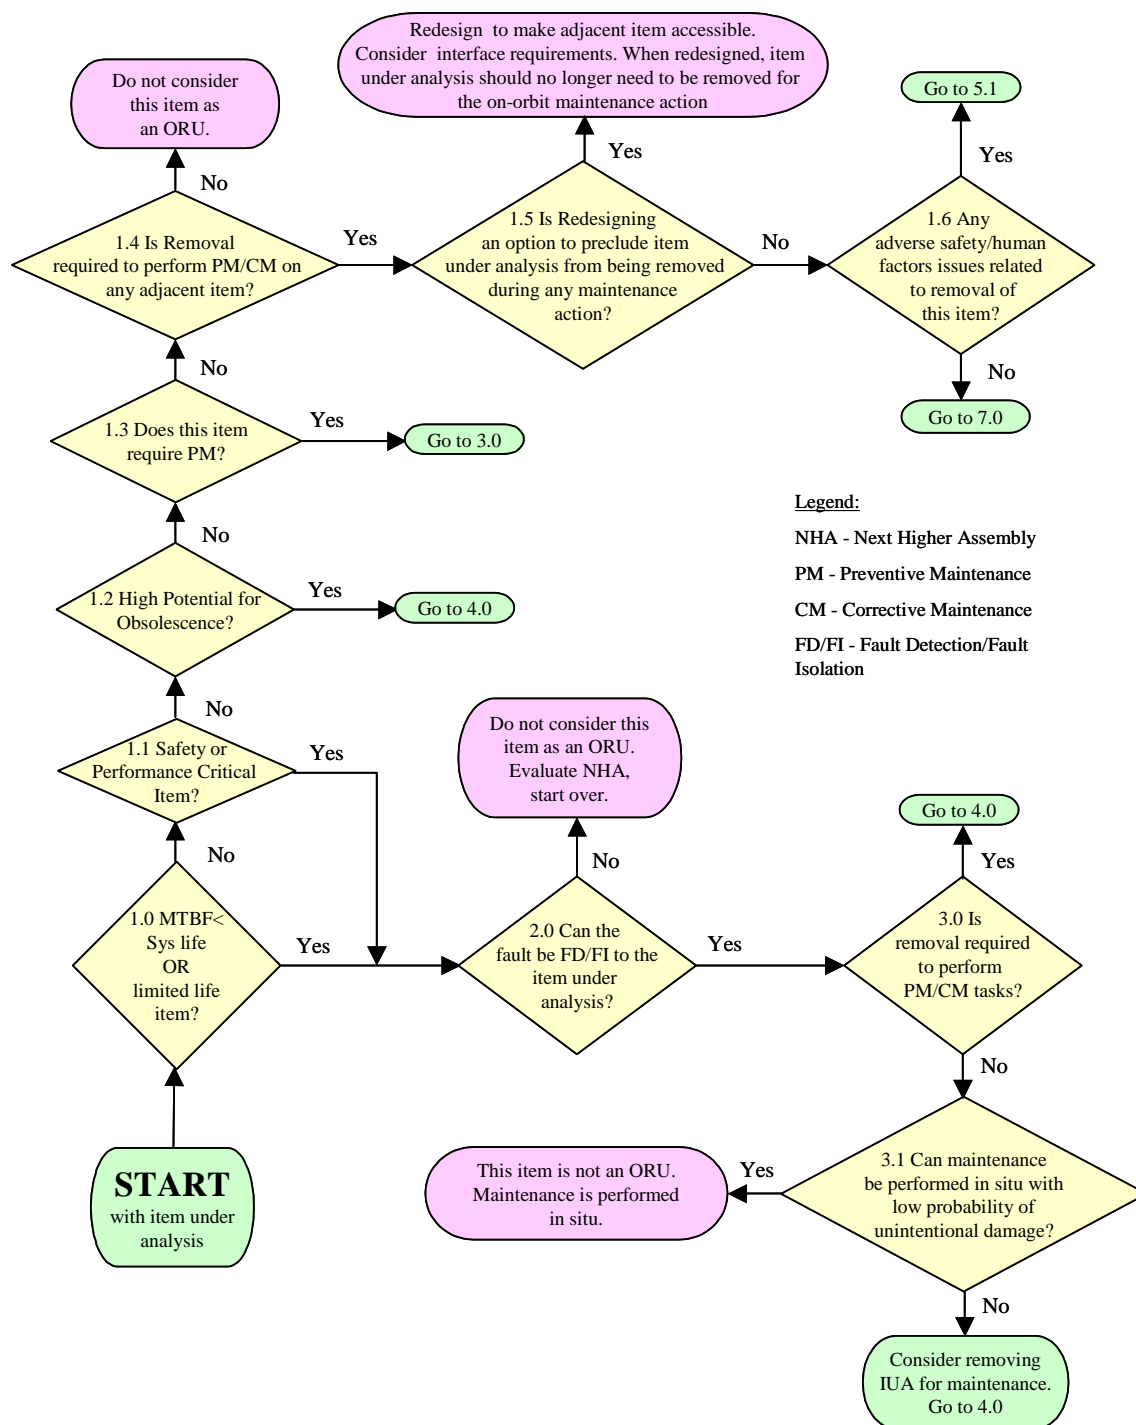 Redesign to make adjacent item accessible.
Consider interface requirements. When redesigned, item
under analysis should no longer need to be removed for
the on-orbit maintenance action
Do not consider
this item as
an ORU.
Go to 5.1
No
Yes
Yes
1.4 Is Removal
required to perform PM/CM on
any adjacent item?
Yes
1.5 Is Redesigning
an option to preclude item
under analysis from being removed
during any maintenance
action?
No
1.6 Any
adverse safety/human
factors issues related
to removal of
this item?
No
No
Go to 7.0
1.3 Does this item
require PM?
Yes
Go to 3.0
No
Legend:
NHA - Next Higher Assembly
PM - Preventive Maintenance
CM - Corrective Maintenance
FD/FI - Fault Detection/Fault
Isolation
1.2 High Potential for
Obsolescence?
Yes
Go to 4.0
No
1.1 Safety or
Performance Critical
Item?
Yes
Do not consider this
item as an ORU.
Evaluate NHA,
start over.
Go to 4.0
No
No
Yes
1.0 MTBF<
Sys life
OR
limited life
item?
Yes
2.0 Can the
fault be FD/FI to the
item under
analysis?
Yes
3.0 Is
removal required
to perform
PM/CM tasks?
No
START
with item under
analysis
This item is not an ORU.
Maintenance is performed
in situ.
Yes
3.1 Can maintenance
be performed in situ with
low probability of
unintentional damage?
No
Consider removing
IUA for maintenance.
Go to 4.0